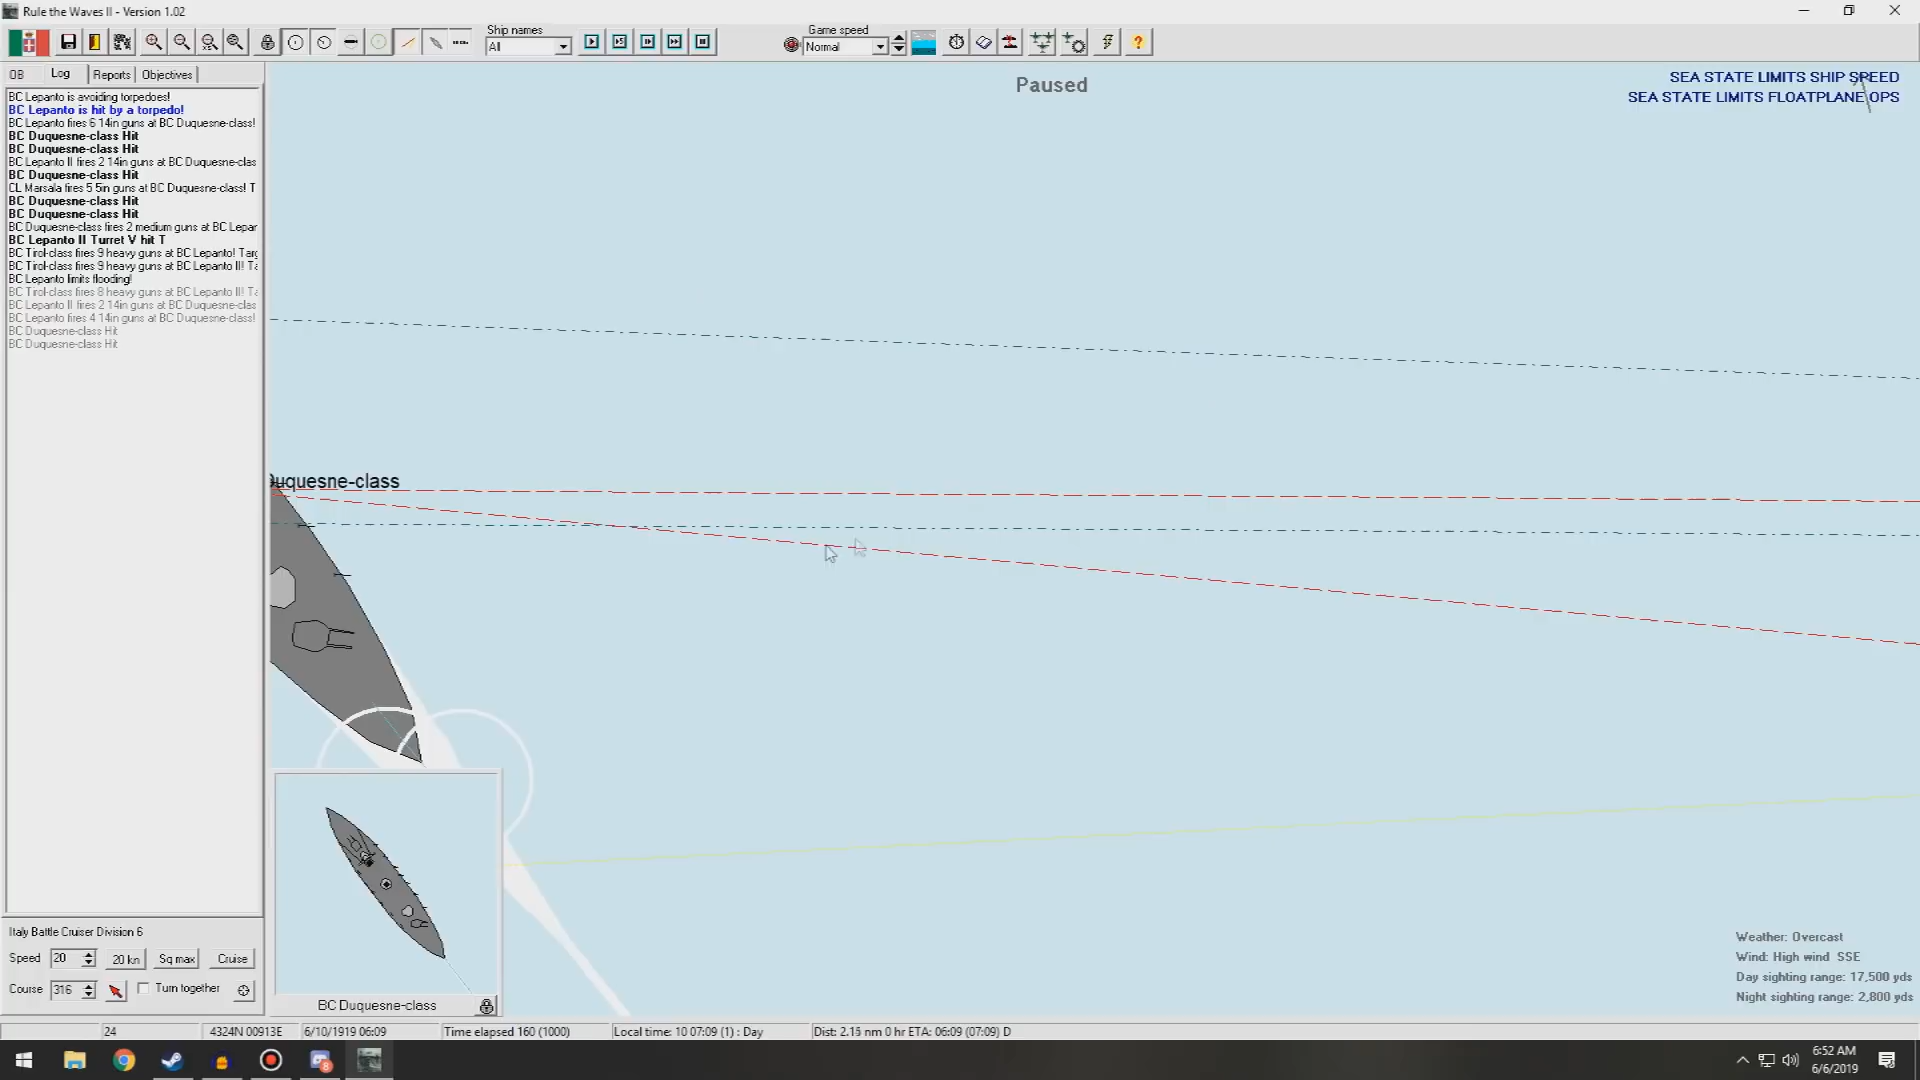 Rule the Waves II - Version 1.02
Ship names
All
Game speed
Normal
OB Log Reports Objectives
BC Lepanto is avoiding torpedoes!
BC Lepanto is hit by a torpedo!
BC Lepanto fires 6 14in guns at BC Duquesne-class!
BC Duquesne-class Hit
BC Duquesne-class Hit
BC Lepanto II fires 2 14in guns at BC Duquesne-clas
BC Duquesne-class Hit
CL Marsala fires 5 5in guns at BC Duquesne-class! T
BC Duquesne-class Hit
BC Duquesne-class Hit
BC Duquesne-class fires 2 medium guns at BC Lepar
BC Lepanto II Turret V hit T
BC Tirol-class fires 9 heavy guns at BC Lepanto! Targ
BC Tirol-class fires 9 heavy guns at BC Lepanto II! Ta
BC Lepanto limits flooding!
BC Tirol-class fires 8 heavy guns at BC Lepanto II! Ta
BC Lepanto II fires 2 14in guns at BC Duquesne-clas
BC Lepanto fires 4 14in guns at BC Duquesne-class!
BC Duquesne-class Hit
BC Duquesne-class Hit
Paused
SEA STATE LIMITS SHIP SPEED
SEA STATE LIMITS FLOATPLANE OPS
Duquesne-class
BC Duquesne-class
Weather: Overcast
Wind: High wind SSE
Day sighting range: 17,500 yds
Night sighting range: 2,800 yds
Italy Battle Cruiser Division 6
Speed 20 20 kn Sq max Cruise
Course 316 Turn together
24 4324N 00913E 6/10/1919 06:09 Time elapsed 160 (1000) Local time: 10 07:09 (1) : Day Dist: 2.16 nm 0 hr ETA: 06:09 (07:09) D
8
6:52 AM
6/6/2019